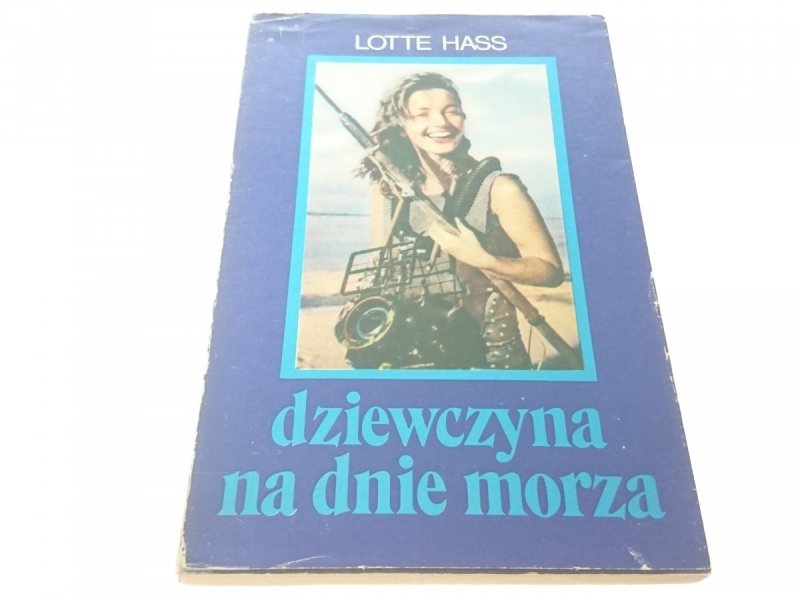 LOTTE HASS
dziewczyna
na dnie morza